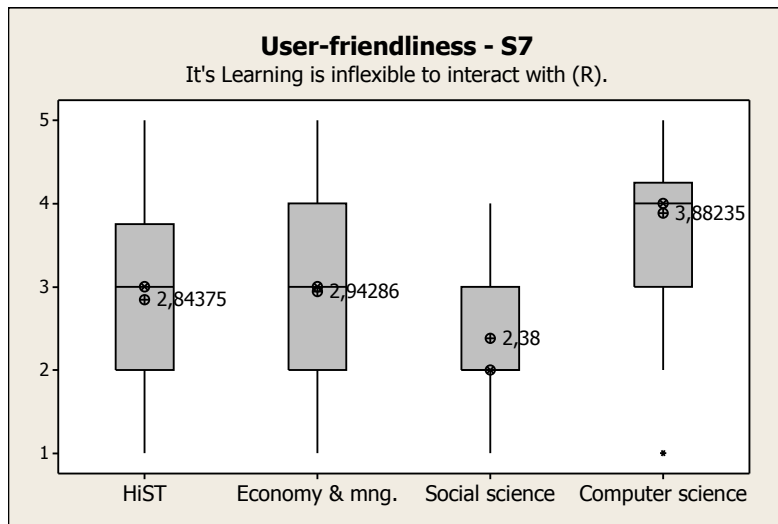 User-friendliness - S7
It's Learning is inflexible to interact with (R).
5
4
3
2
1
2,84375
2,94286
2,38
3,88235
HiST
Economy & mng.
Social science
Computer science